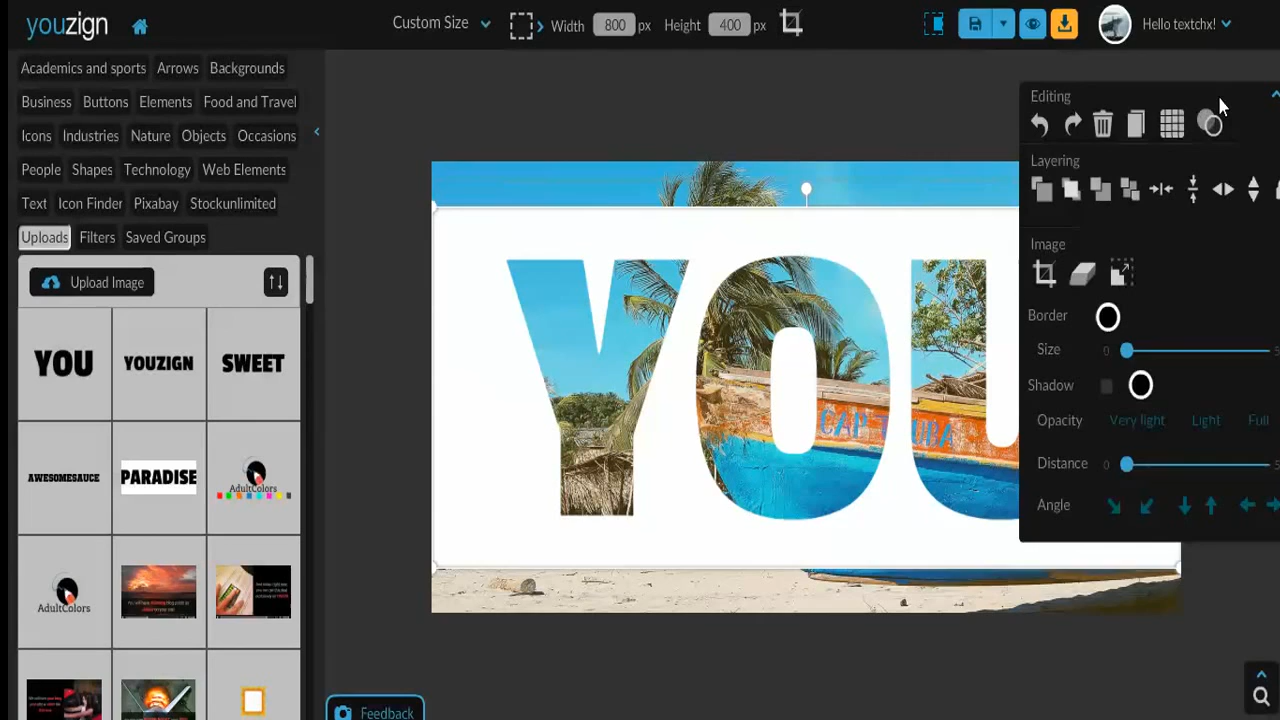 youzign Custom Size Width 800 px Height 400 px Hello textchx!
Academics and sports Arrows Backgrounds
Business Buttons Elements Food and Travel
Icons Industries Nature Objects Occasions
People Shapes Technology Web Elements
Text Icon Finder Pixabay Stockunlimited
Uploads Filters Saved Groups
Upload Image
YOU YOUZIGN SWEET
AWESOMESAUCE PARADISE AdultColors
AdultColors
YOU
Editing
Layering
Image
Border
Size 0
Shadow
Opacity Very light Light Full
Distance 0
Angle
Feedback